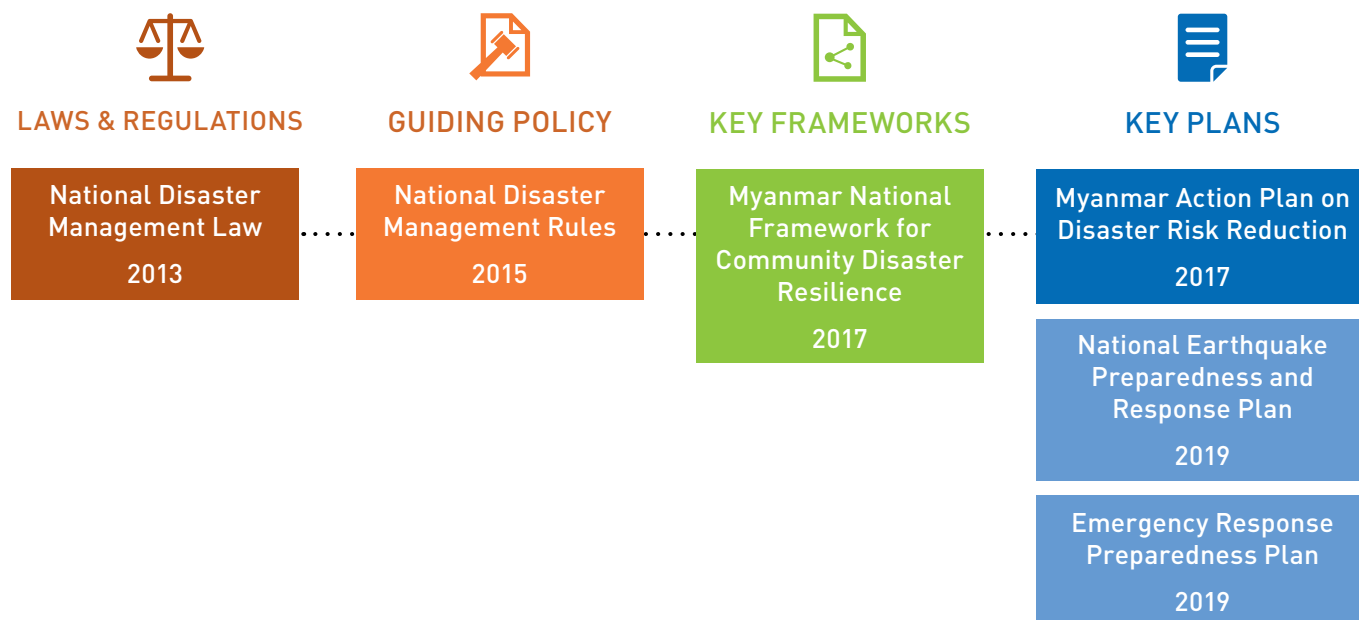 LAWS & REGULATIONS
National Disaster
Management Law
2013
GUIDING POLICY
National Disaster
Management Rules
2015
KEY FRAMEWORKS
Myanmar National
Framework for
Community Disaster
Resilience
2017
KEY PLANS
Myanmar Action Plan on
Disaster Risk Reduction
2017
National Earthquake
Preparedness and
Response Plan
2019
Emergency Response
Preparedness Plan
2019